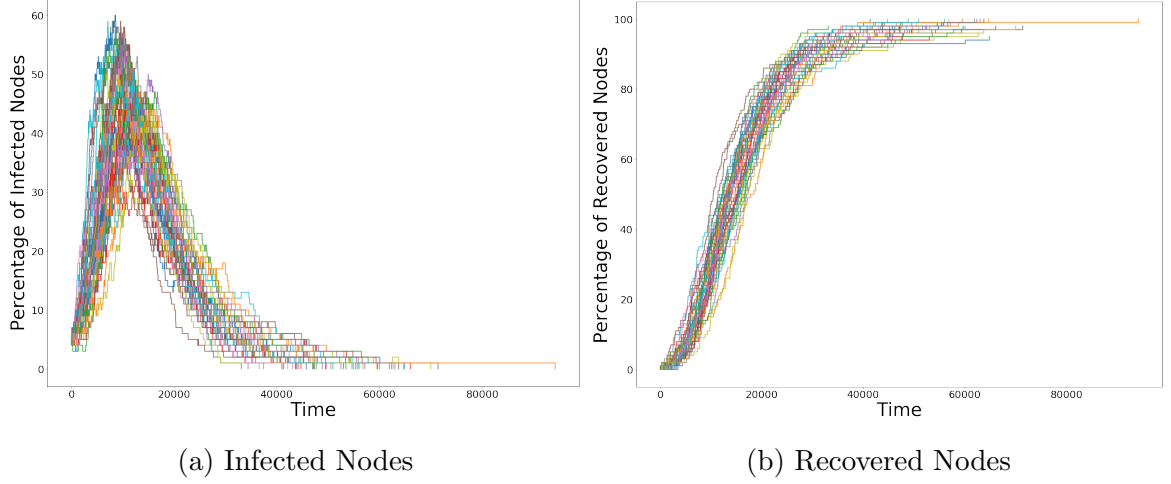 60
50
40
30
20
10
0
Percentage of Infected Nodes
0 20000 40000 60000 80000
Time
100
80
60
40
20
0
Percentage of Recovered Nodes
0 20000 40000 60000 80000
Time
(a) Infected Nodes
(b) Recovered Nodes